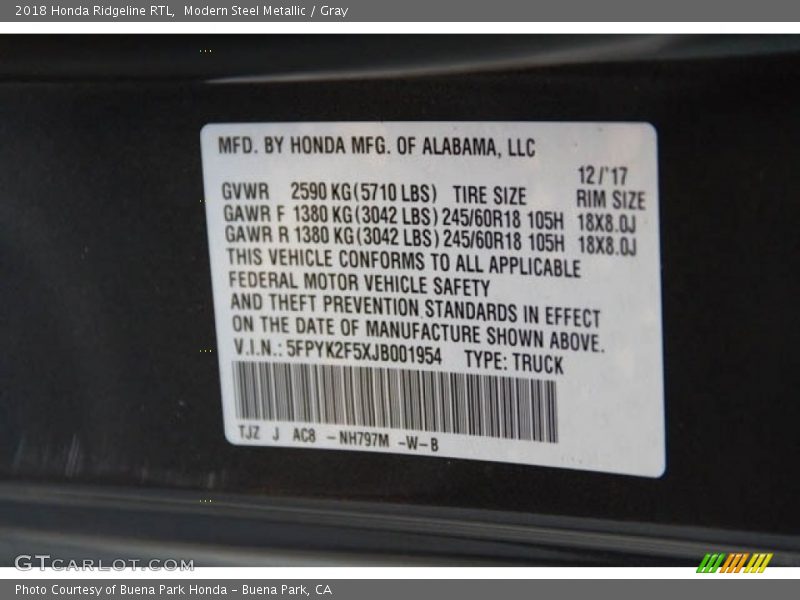 2018 Honda Ridgeline RTL, Modern Steel Metallic / Gray
MFD. BY HONDA MFG. OF ALABAMA, LLC
12/'17
GVWR 2590 KG(5710 LBS) TIRE SIZE RIM SIZE
GAWR F 1380 KG(3042 LBS) 245/60R18 105H 18X8.0J
GAWR R 1380 KG(3042 LBS) 245/60R18 105H 18X8.0J
THIS VEHICLE CONFORMS TO ALL APPLICABLE
FEDERAL MOTOR VEHICLE SAFETY
AND THEFT PREVENTION STANDARDS IN EFFECT
ON THE DATE OF MANUFACTURE SHOWN ABOVE.
V.I.N.: 5FPYK2F5XJB001954 TYPE: TRUCK
TJZ J AC8 - NH797M -W-B
GTCARLOT.COM
Photo Courtesy of Buena Park Honda - Buena Park, CA